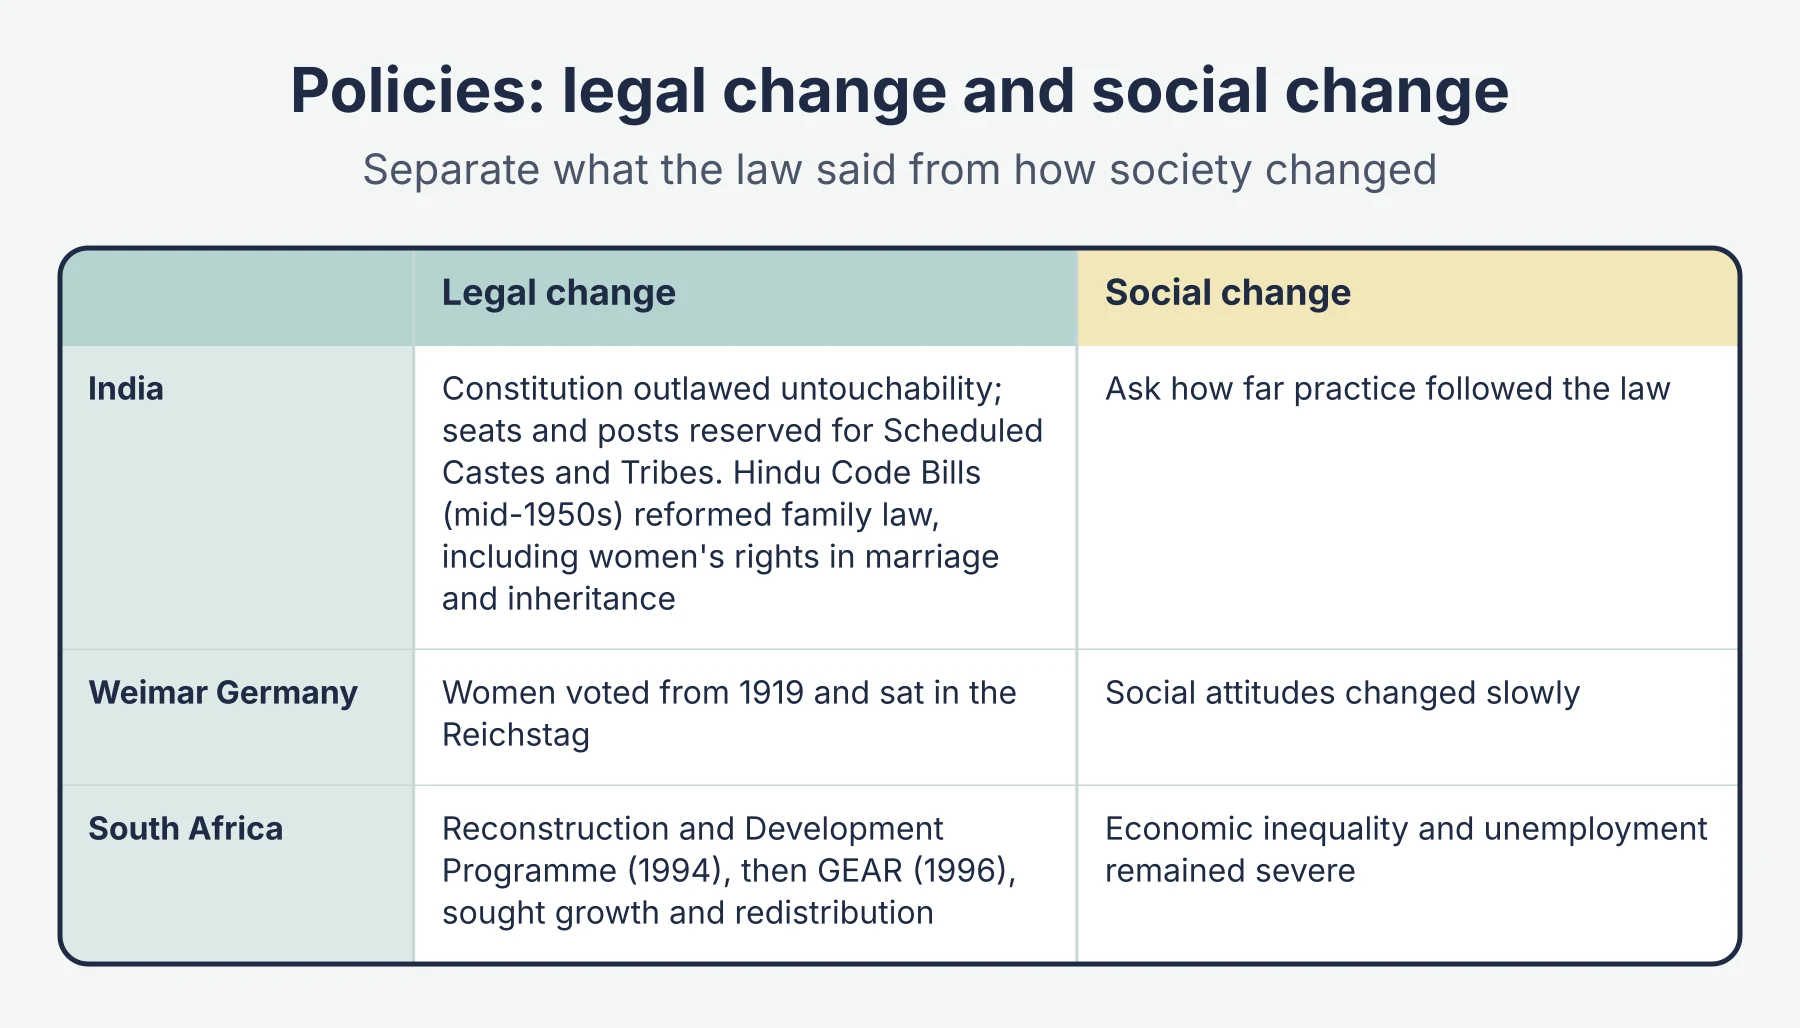 Policies: legal change and social change
Separate what the law said from how society changed
Legal change
Social change
India
Constitution outlawed untouchability;
seats and posts reserved for Scheduled
Castes and Tribes. Hindu Code Bills
(mid-1950s) reformed family law,
including women's rights in marriage
and inheritance
Ask how far practice followed the law
Weimar Germany
Women voted from 1919 and sat in the
Reichstag
Social attitudes changed slowly
South Africa
Reconstruction and Development
Programme (1994), then GEAR (1996),
sought growth and redistribution
Economic inequality and unemployment
remained severe